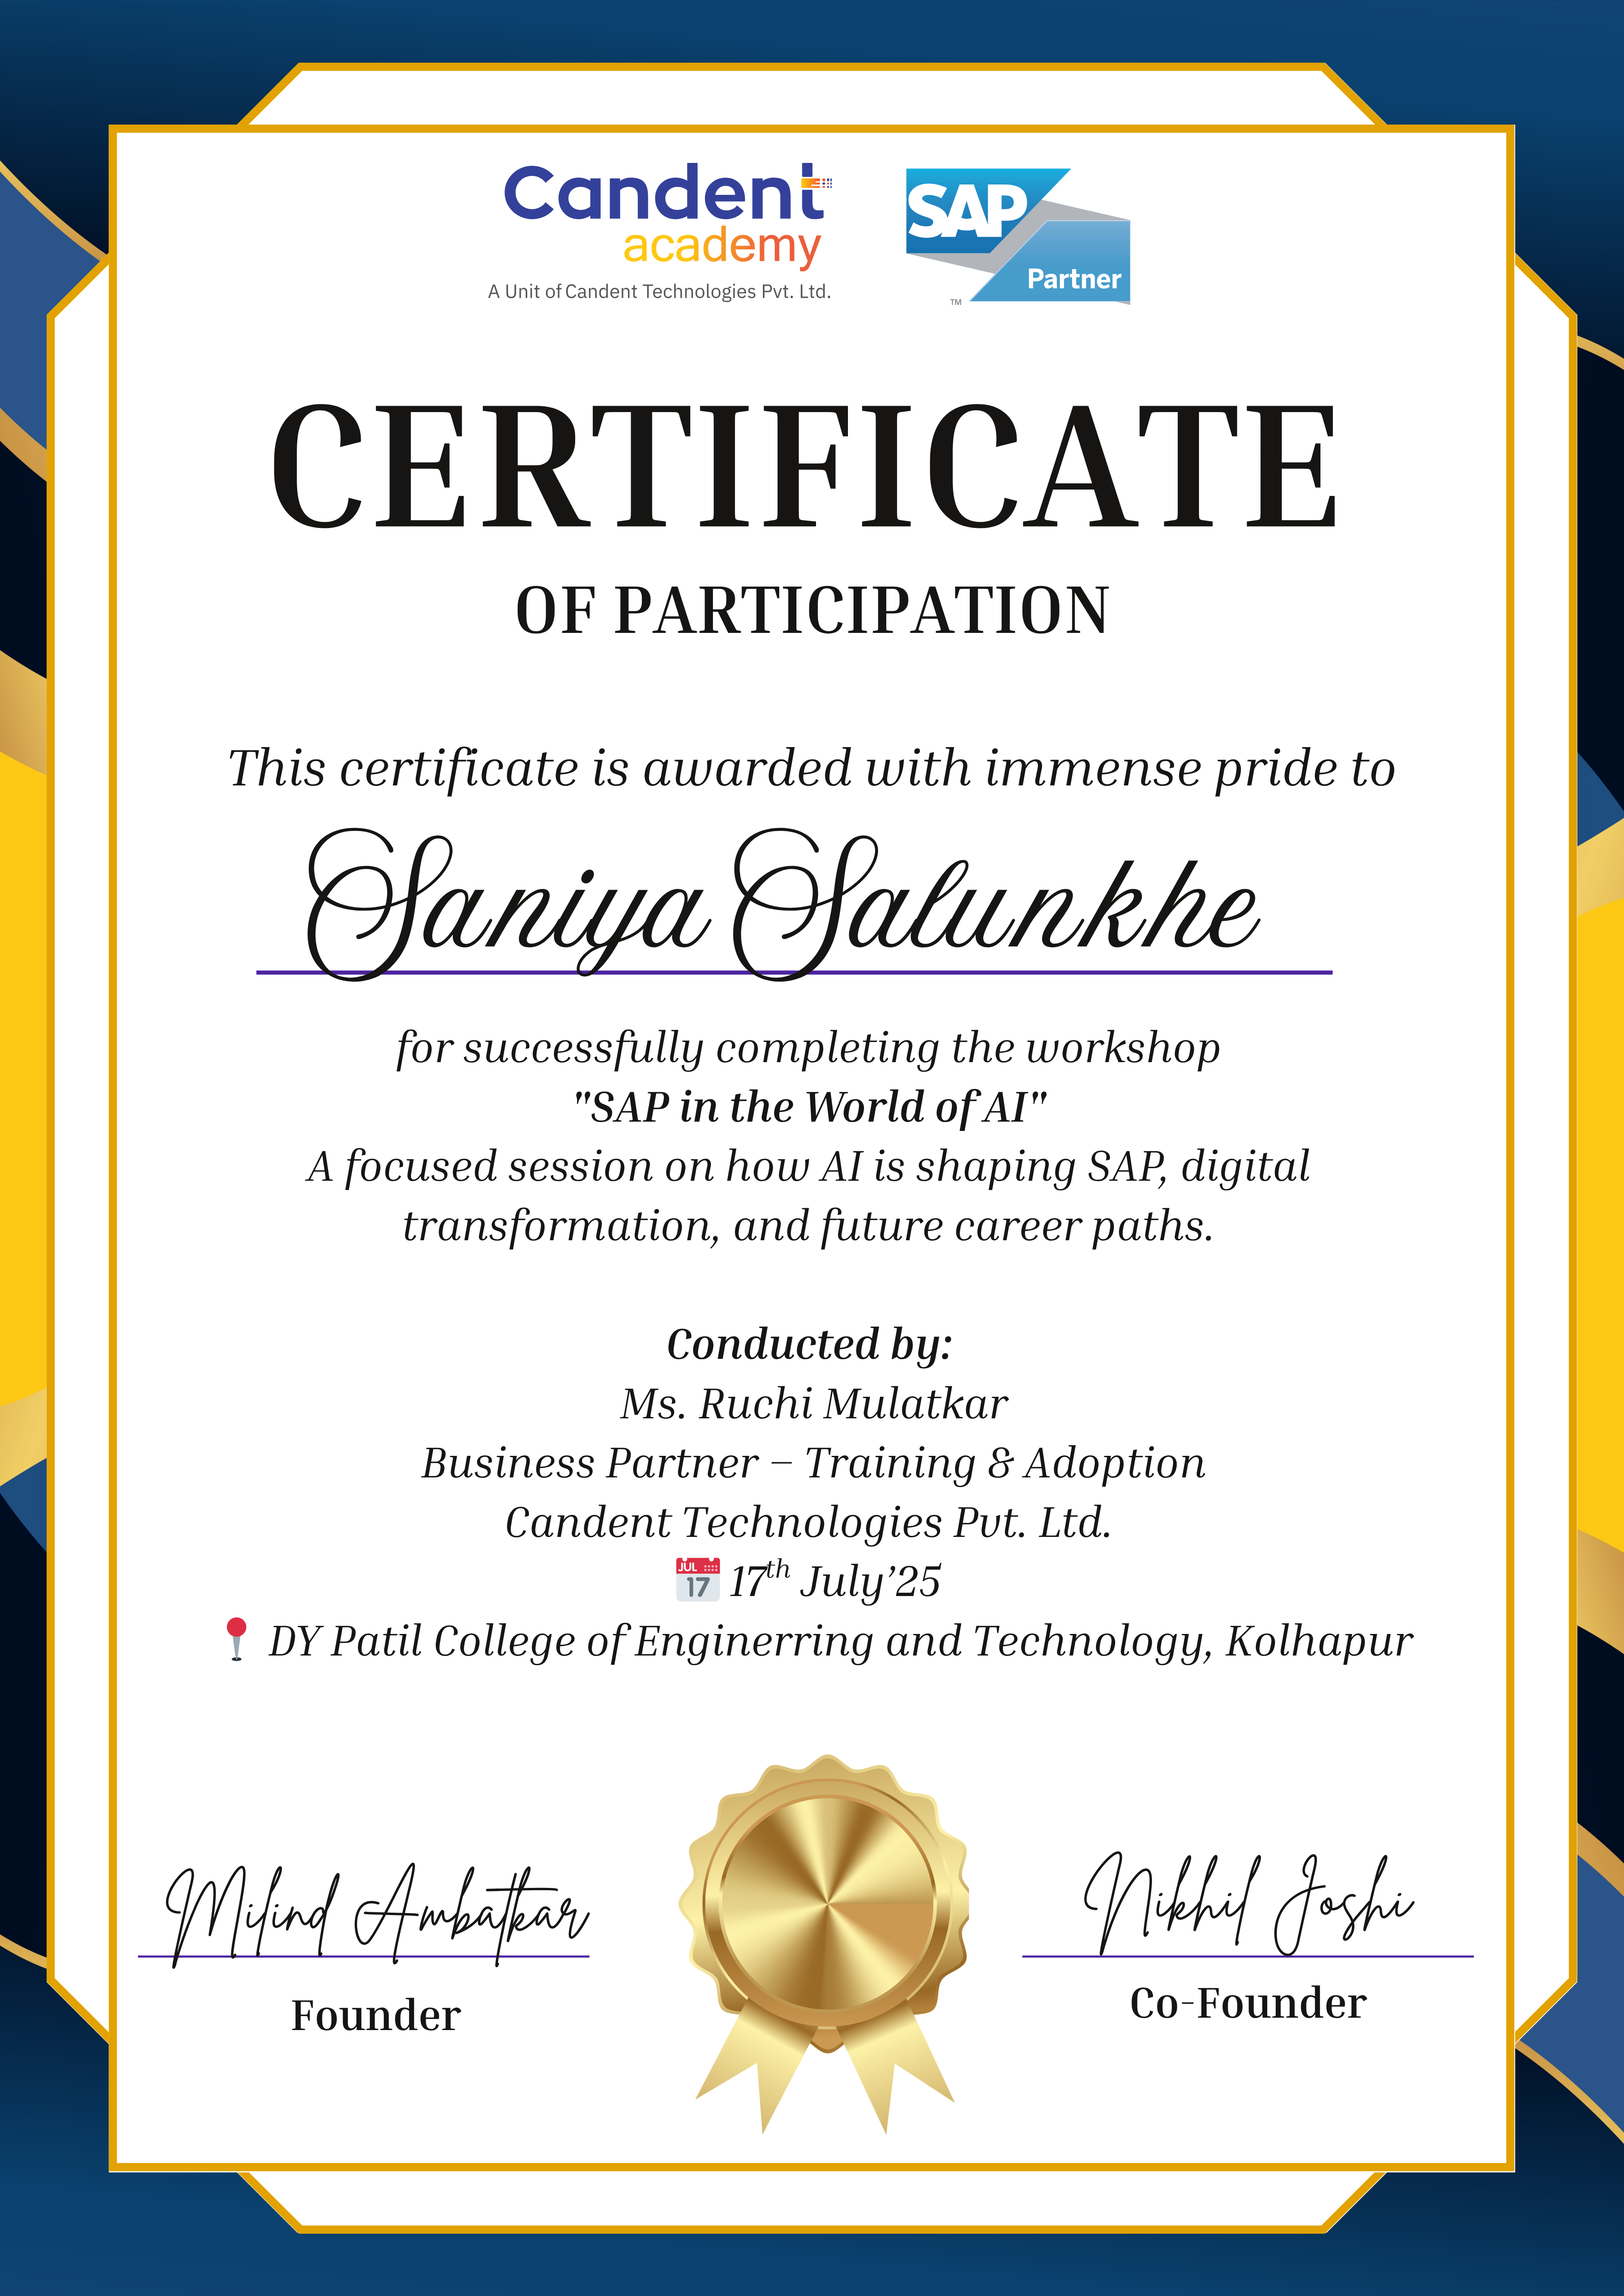 Candent
academy
A Unit of Candent Technologies Pvt. Ltd.
SAP
Partner
TM
CERTIFICATE
OF PARTICIPATION
This certificate is awarded with immense pride to
Saniya Salunkhe
for successfully completing the workshop
"SAP in the World of AI"
A focused session on how AI is shaping SAP, digital
transformation, and future career paths.
Conducted by:
Ms. Ruchi Mulatkar
Business Partner – Training & Adoption
Candent Technologies Pvt. Ltd.
JUL
17
17th July’25
DY Patil College of Enginerring and Technology, Kolhapur
Milind Ambatkar
Founder
Nikhil Joshi
Co-Founder